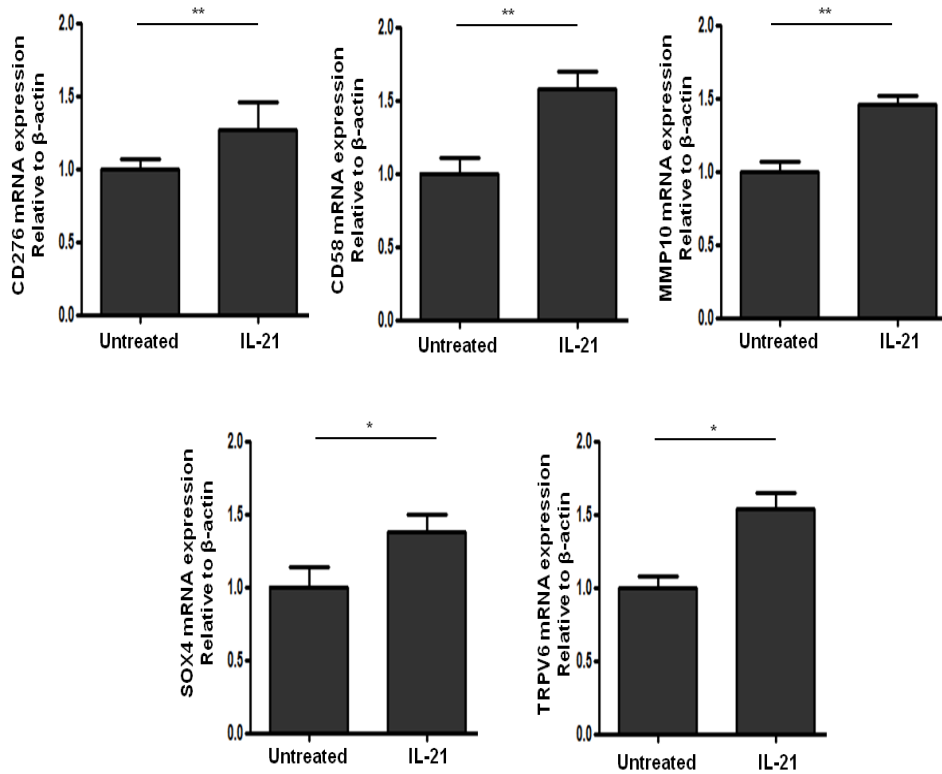 **
2.0
1.5
1.0
0.5
0.0
CD276 mRNA expression
Relative to β-actin
Untreated
IL-21
**
2.0
1.5
1.0
0.5
0.0
CD58 mRNA expression
Relative to β-actin
Untreated
IL-21
**
2.0
1.5
1.0
0.5
0.0
MMP10 mRNA expression
Relative to β-actin
Untreated
IL-21
*
2.0
1.5
1.0
0.5
0.0
SOX4 mRNA expression
Relative to β-actin
Untreated
IL-21
*
2.0
1.5
1.0
0.5
0.0
TRPV6 mRNA expression
Relative to β-actin
Untreated
IL-21